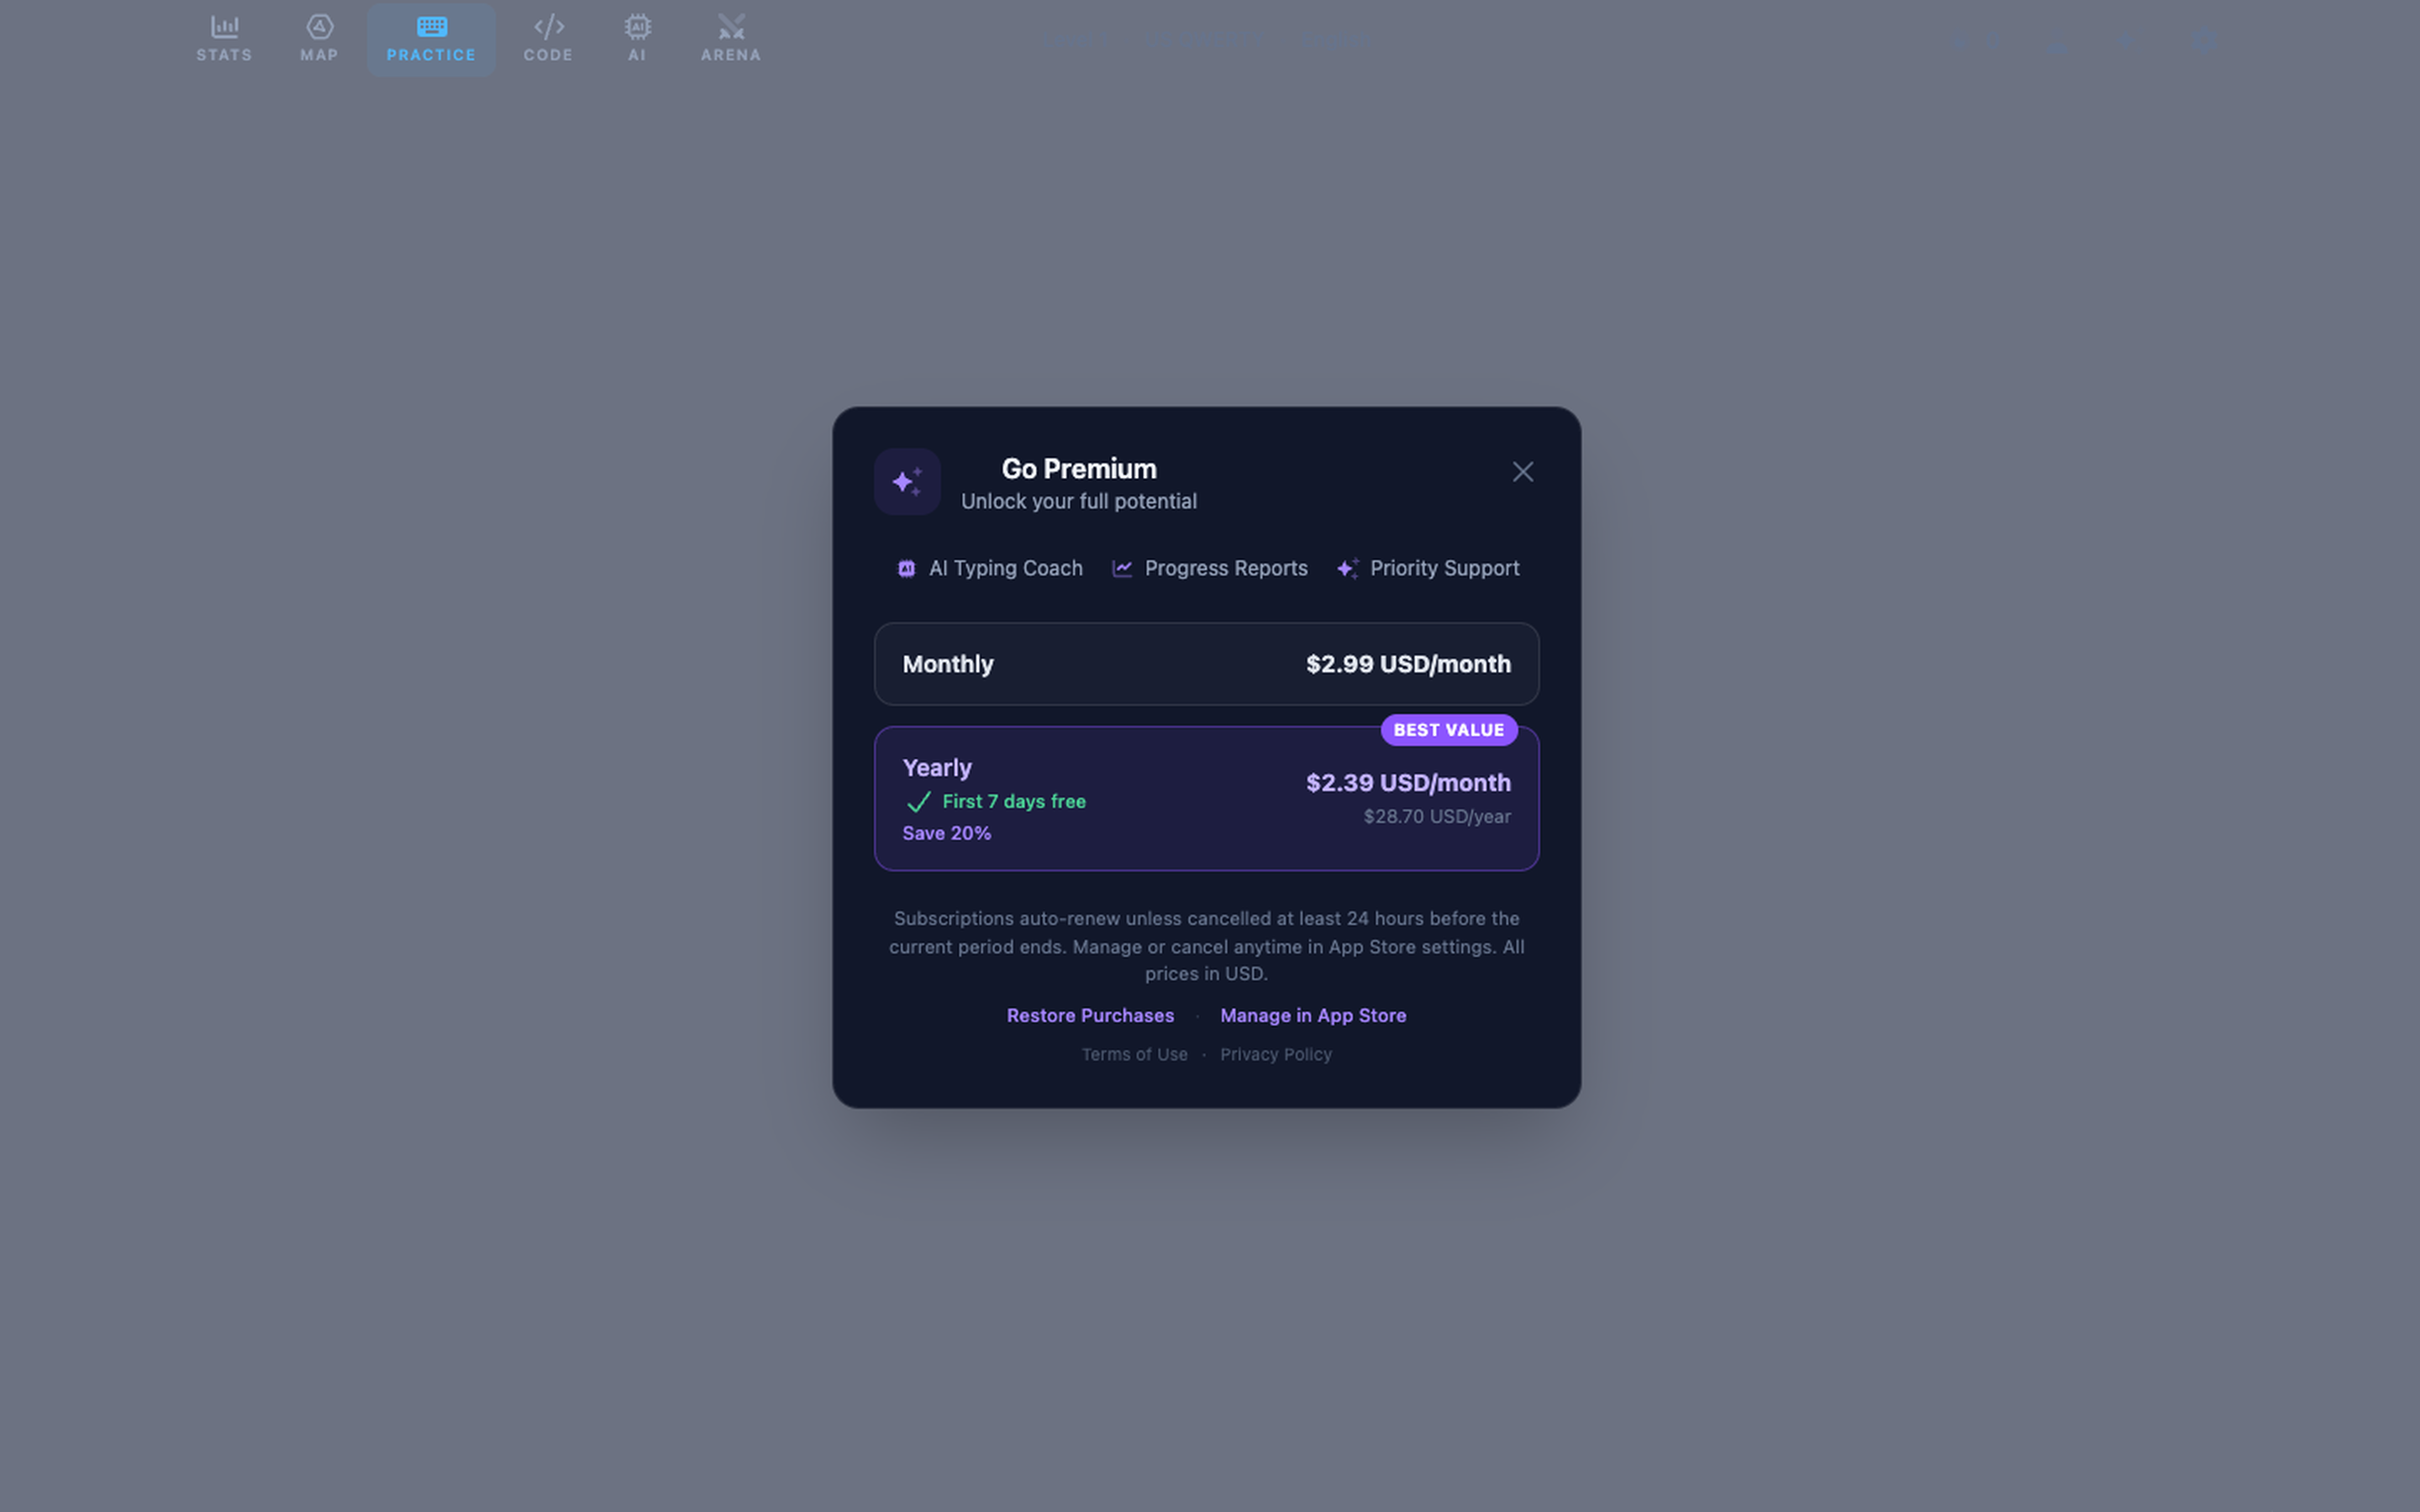 STATS
MAP
PRACTICE
CODE
AI
ARENA
Go Premium
Unlock your full potential
AI Typing Coach
Progress Reports
Priority Support
Monthly
$2.99 USD/month
BEST VALUE
Yearly
First 7 days free
Save 20%
$2.39 USD/month
$28.70 USD/year
Subscriptions auto-renew unless cancelled at least 24 hours before the
current period ends. Manage or cancel anytime in App Store settings. All
prices in USD.
Restore Purchases · Manage in App Store
Terms of Use · Privacy Policy